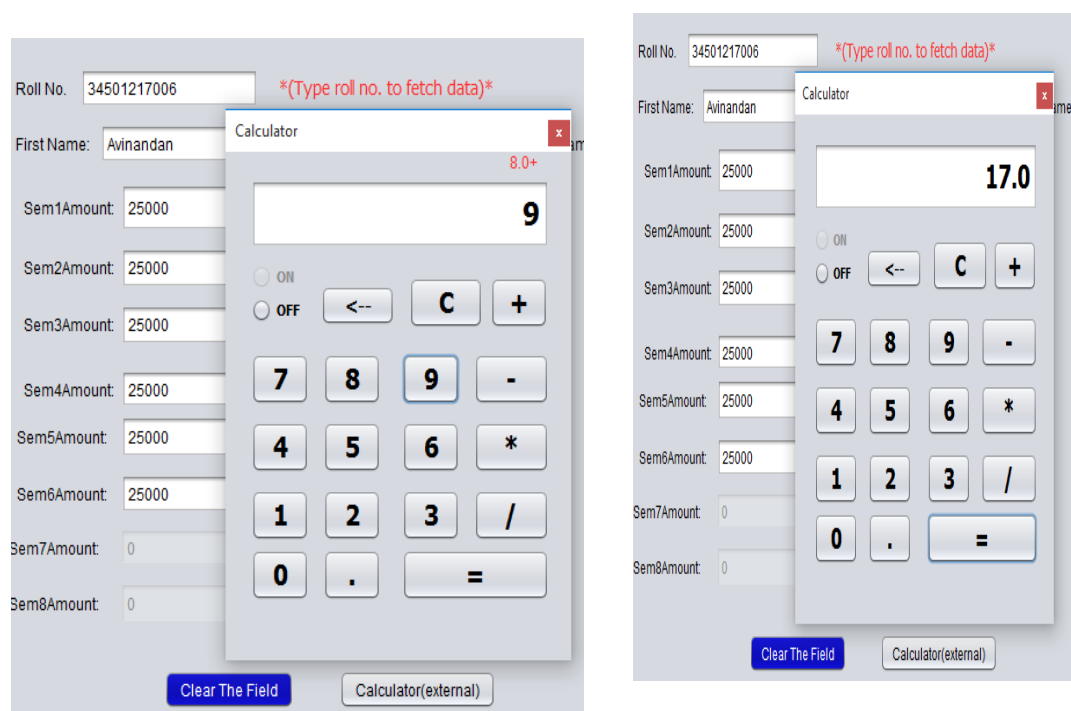 Roll No. 34501217006 *(Type roll no. to fetch data)*
Calculator x
First Name: Avinandan am
8.0+
9
Sem1Amount: 25000
Sem2Amount: 25000
ON
OFF <-- C +
Sem3Amount: 25000
7 8 9 -
Sem4Amount: 25000
Sem5Amount: 25000
4 5 6 *
Sem6Amount: 25000
1 2 3 /
Sem7Amount: 0
0 . =
Sem8Amount: 0
Clear The Field Calculator(external)
Roll No. 34501217006 *(Type roll no. to fetch data)*
Calculator x
First Name: Avinandan ame
17.0
Sem1Amount: 25000
Sem2Amount: 25000
ON
OFF <-- C +
Sem3Amount: 25000
7 8 9 -
Sem4Amount: 25000
Sem5Amount: 25000
4 5 6 *
Sem6Amount: 25000
1 2 3 /
Sem7Amount: 0
0 . =
Sem8Amount: 0
Clear The Field Calculator(external)